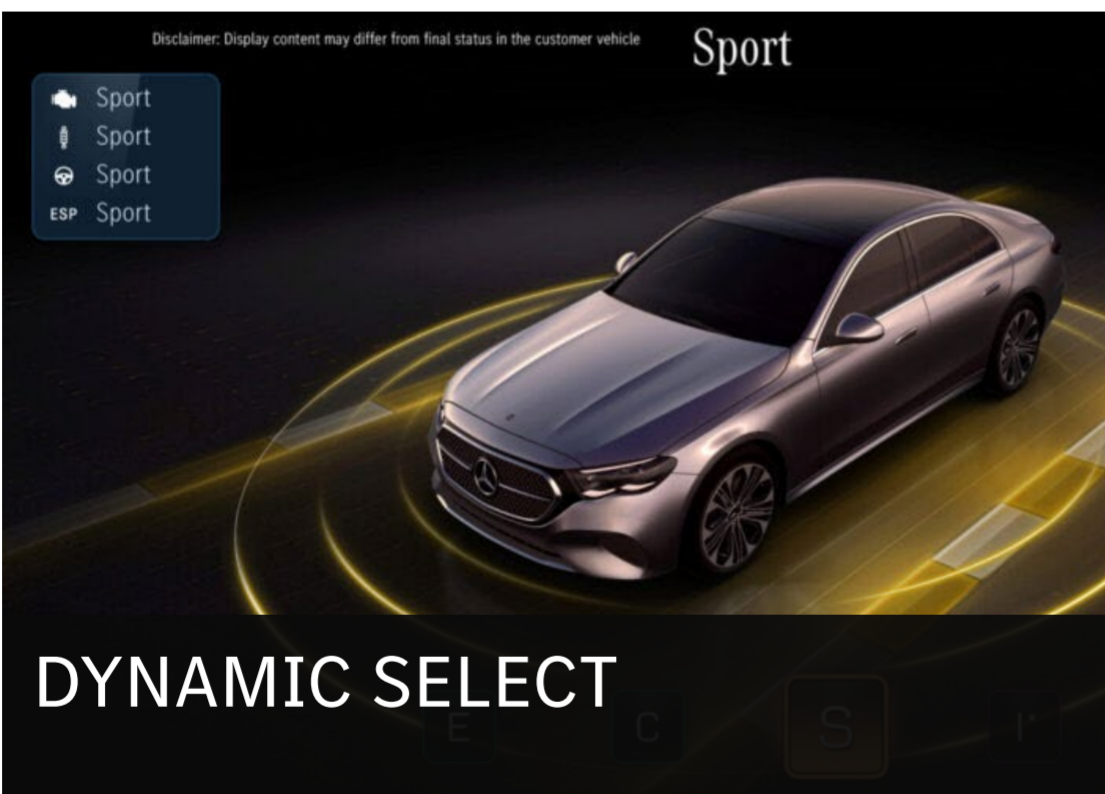 Disclaimer: Display content may differ from final status in the customer vehicle
Sport
Sport
Sport
Sport
ESP Sport
DYNAMIC SELECT
E C S I